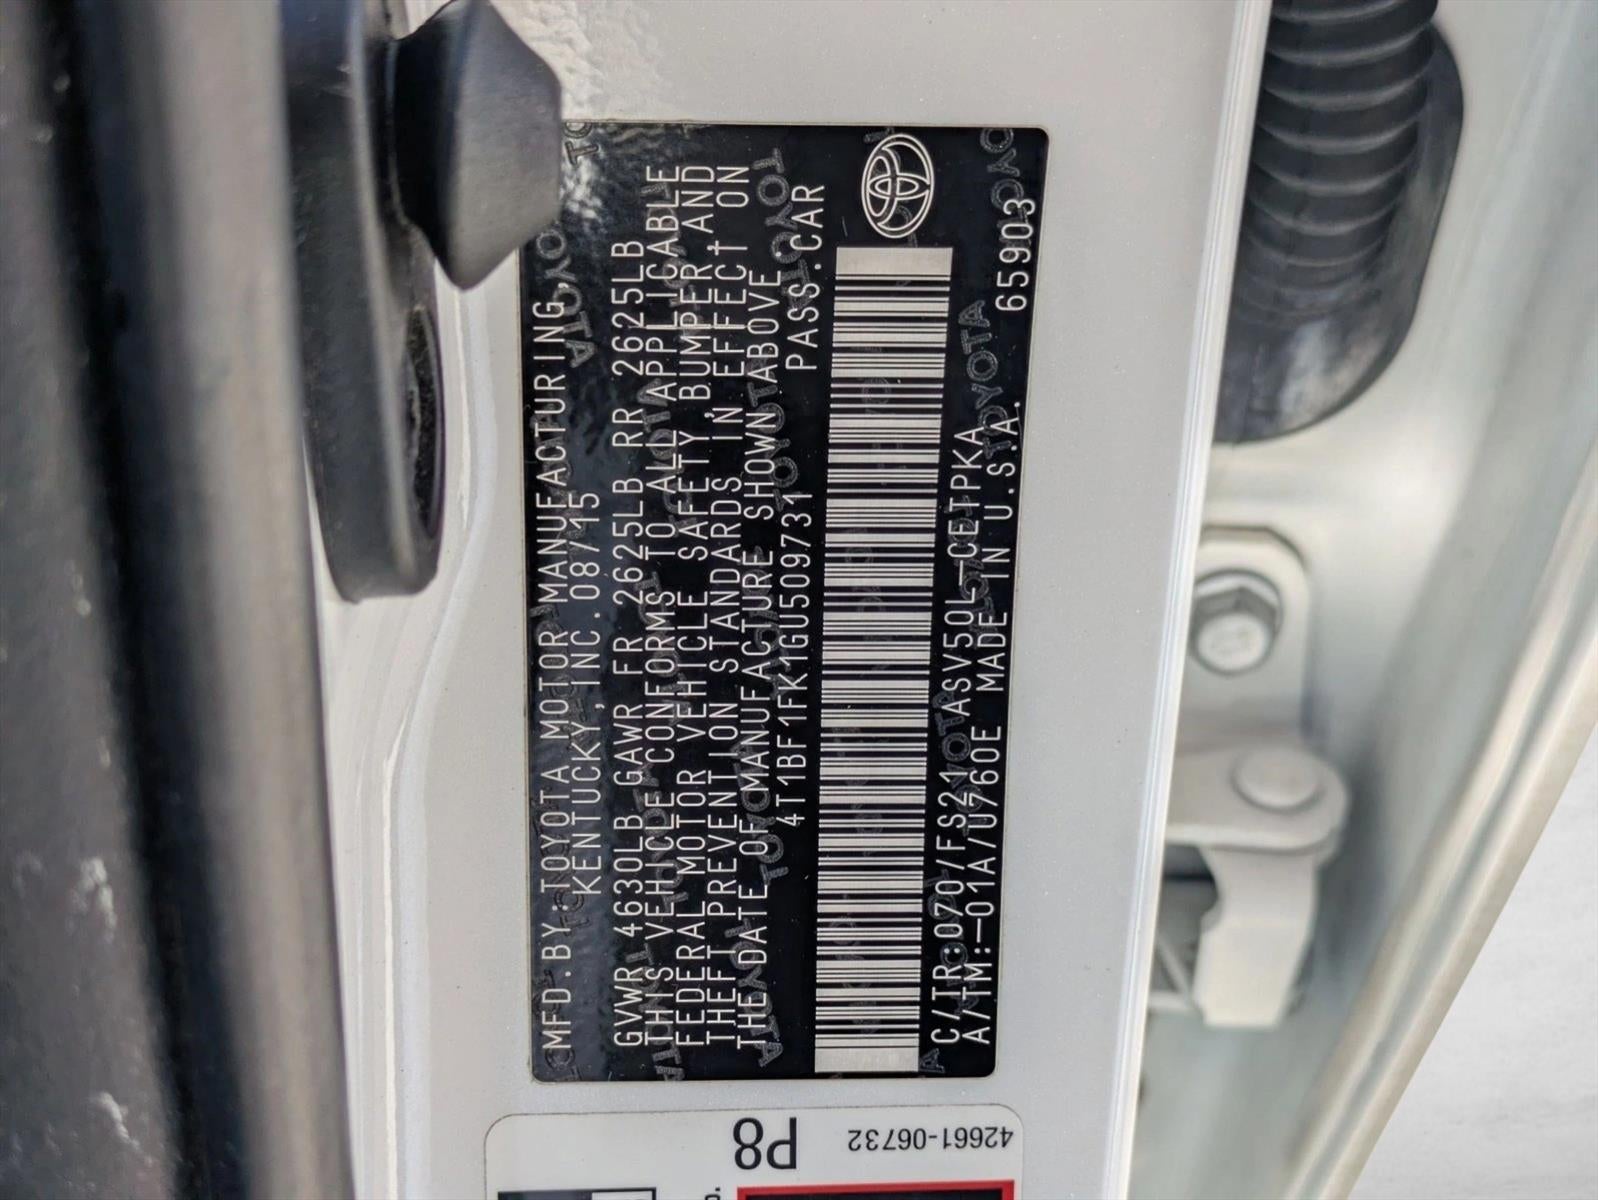 MFD.BY:TOYOTA MOTOR MANUFACTURING,
KENTUCKY,INC.08/15
GVWR 4630LB GAWR FR 2625LB RR 2625LB
THIS VEHICLE CONFORMS TO ALL APPLICABLE
FEDERAL MOTOR VEHICLE SAFETY, BUMPER, AND
THEFT PREVENTION STANDARDS IN EFFECT ON
THE DATE OF MANUFACTURE SHOWN ABOVE.
4T1BF1FK1GU509731 PASS.CAR
C/TR:070/FS21 ASV50L-CETPKA
A/TM:-01A/U760E MADE IN U.S.A. 65903
P8
42661-06732